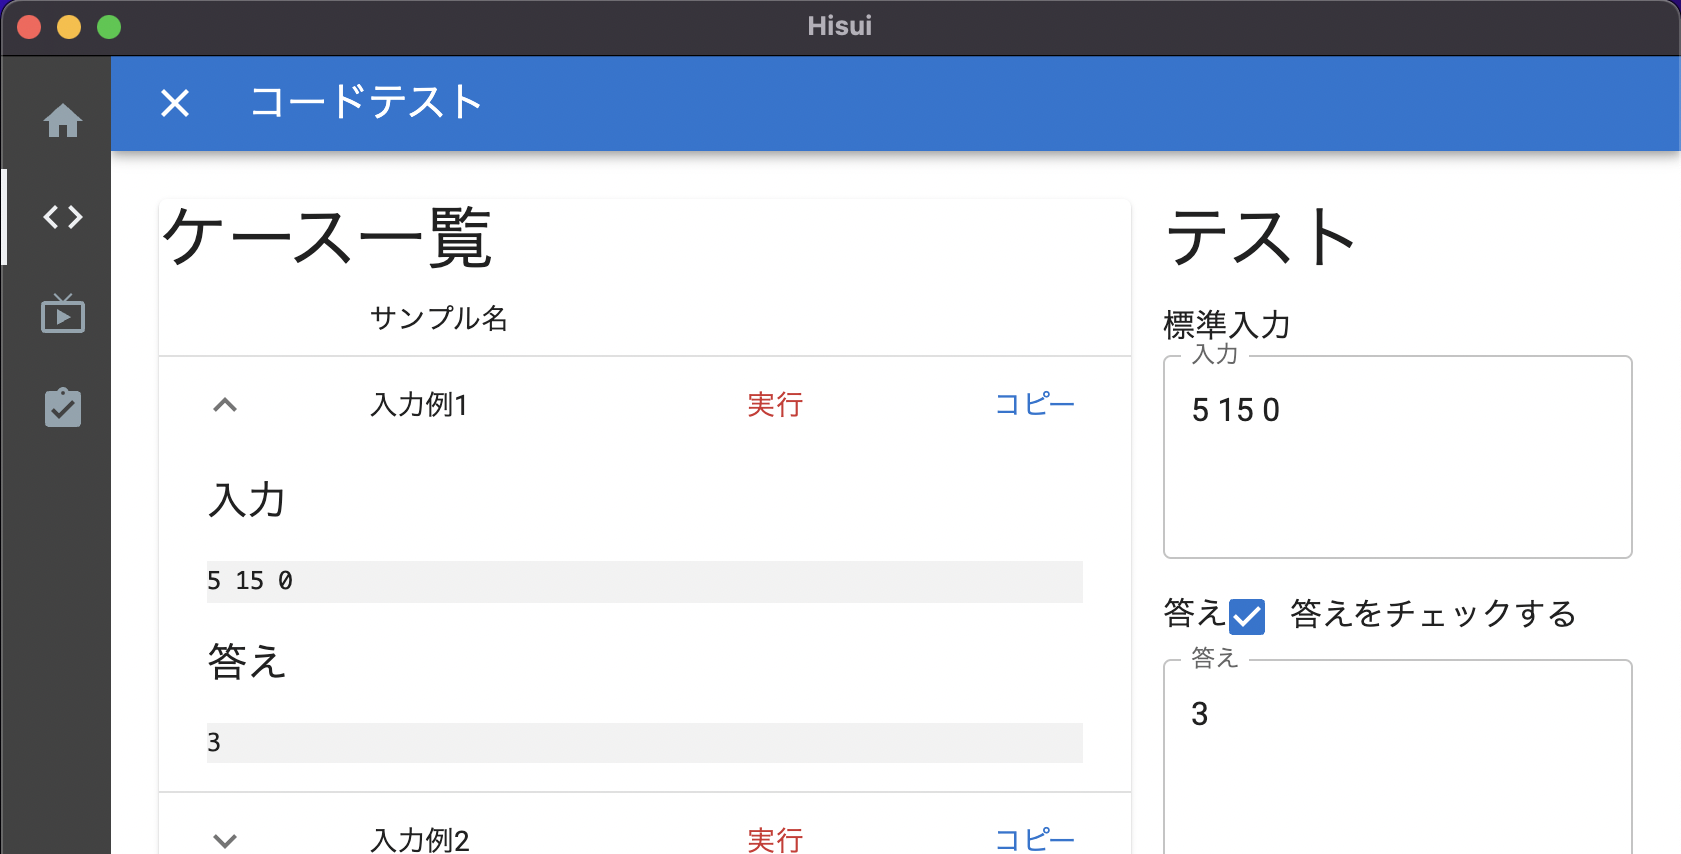 Hisui
コードテスト
ケース一覧
サンプル名
入力例1 実行 コピー
入力
5 15 0
答え
3
入力例2 実行 コピー
テスト
標準入力
入力
5 15 0
答え 答えをチェックする
答え
3